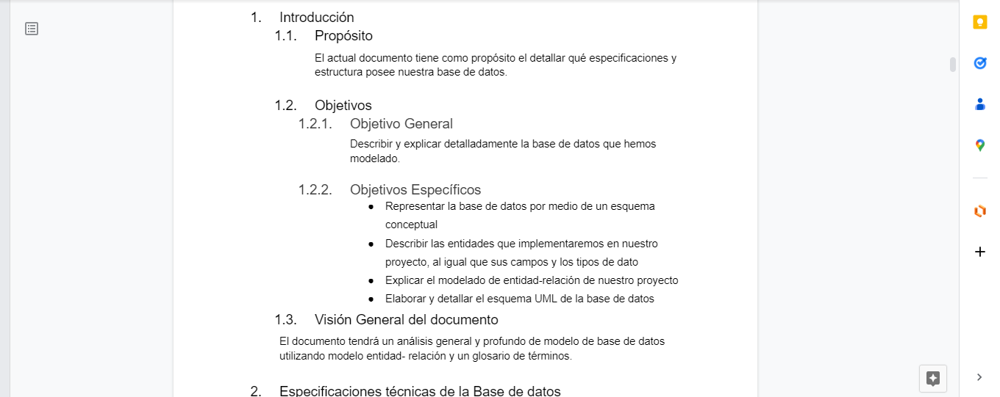 1. Introducción
1.1. Propósito
El actual documento tiene como propósito el detallar qué especificaciones y
estructura posee nuestra base de datos.
1.2. Objetivos
1.2.1. Objetivo General
Describir y explicar detalladamente la base de datos que hemos
modelado.
1.2.2. Objetivos Específicos
● Representar la base de datos por medio de un esquema
conceptual
● Describir las entidades que implementaremos en nuestro
proyecto, al igual que sus campos y los tipos de dato
● Explicar el modelado de entidad-relación de nuestro proyecto
● Elaborar y detallar el esquema UML de la base de datos
1.3. Visión General del documento
El documento tendrá un análisis general y profundo de modelo de base de datos
utilizando modelo entidad- relación y un glosario de términos.
2. Especificaciones técnicas de la Base de datos